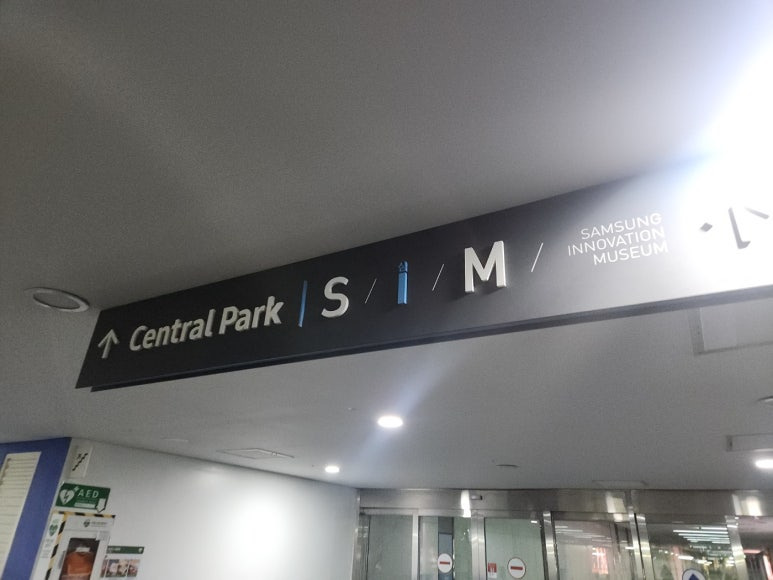 ↑ Central Park | S / i / M / SAMSUNG
INNOVATION
MUSEUM
AED